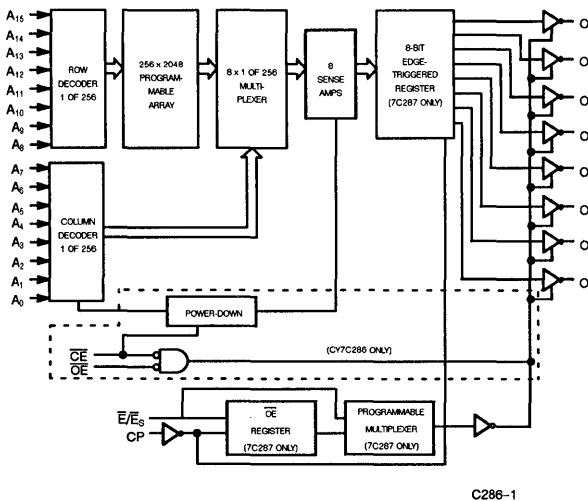 A15
A14
A13
A12
A11
A10
A9
A8
ROW
DECODER
1 OF 256
256 x 2048
PROGRAM-
MABLE
ARRAY
8 x 1 OF 256
MULTI-
PLEXER
8
SENSE
AMPS
8-BIT
EDGE-
TRIGGERED
REGISTER
(7C287 ONLY)
O
O
O
O
O
O
O
O
A7
A6
A5
A4
A3
A2
A1
A0
COLUMN
DECODER
1 OF 256
POWER-DOWN
CE
OE
(CY7C286 ONLY)
E/ES
CP
OE
REGISTER
(7C287 ONLY)
PROGRAMMABLE
MULTIPLEXER
(7C287 ONLY)
C286-1